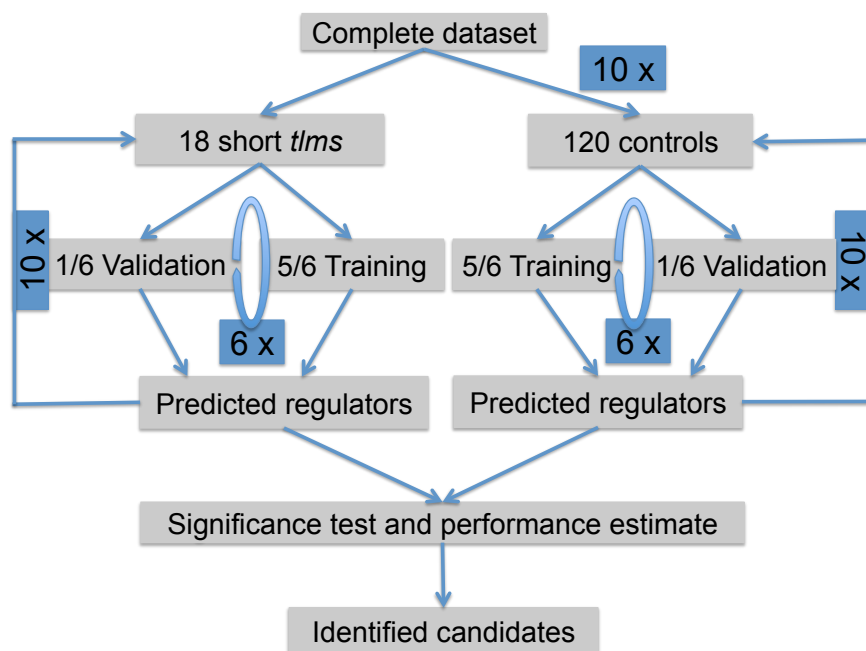 Complete dataset
10 x
18 short tlms
120 controls
10 x
1/6 Validation
5/6 Training
6 x
5/6 Training
1/6 Validation
10 x
6 x
Predicted regulators
Predicted regulators
Significance test and performance estimate
Identified candidates